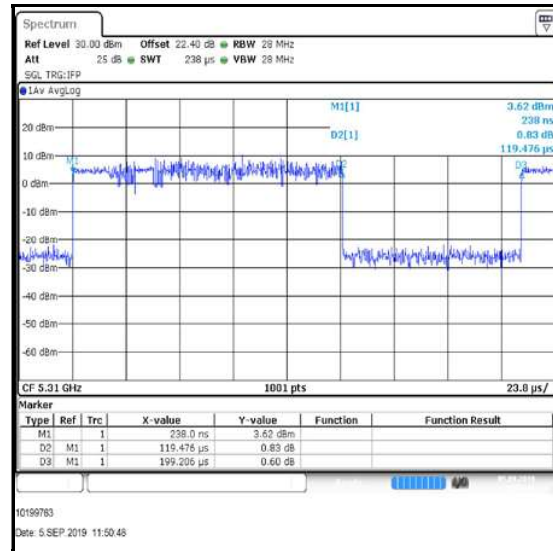 Spectrum
Ref Level 30.00 dBm Offset 22.40 dB RBW 28 MHz
Att 25 dB SWT 238 µs VBW 28 MHz
SGL TRG:IFP
1Av AvgLog
M1[1] 3.62 dBm
238 ns
20 dBm
D2[1] 0.83 dB
119.476 µs
10 dBm
M1 D2 D3
0 dBm
-10 dBm
-20 dBm
-30 dBm
-40 dBm
-50 dBm
-60 dBm
CF 5.31 GHz 1001 pts 23.8 µs/
Marker
Type Ref Trc X-value Y-value Function Function Result
M1 1 238.0 ns 3.62 dBm
D2 M1 1 119.476 µs 0.83 dB
D3 M1 1 199.206 µs 0.60 dB
10199763
Date: 5.SEP.2019 11:50:46